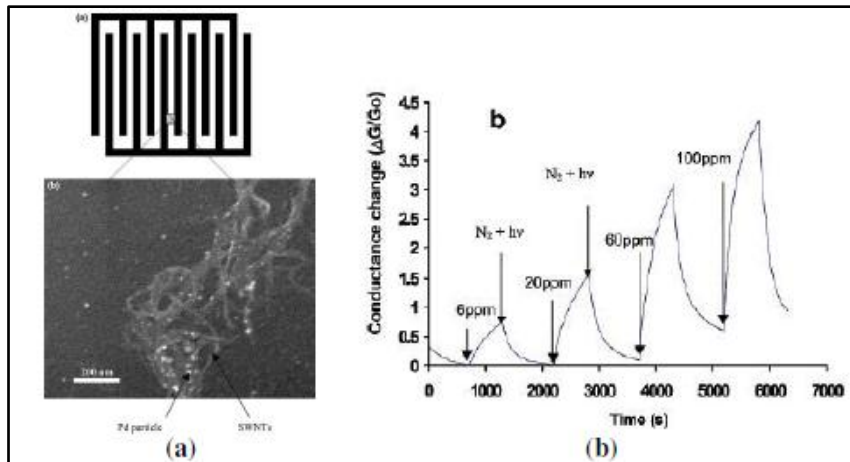 (a)
(b)
200 nm
Pd particle
SWNTs
(a)
b
Conductance change (ΔG/Go)
4.5
4
3.5
3
2.5
2
1.5
1
0.5
0
6ppm
N₂ + hν
20ppm
N₂ + hν
60ppm
100ppm
0
1000
2000
3000
4000
5000
6000
7000
Time (s)
(b)